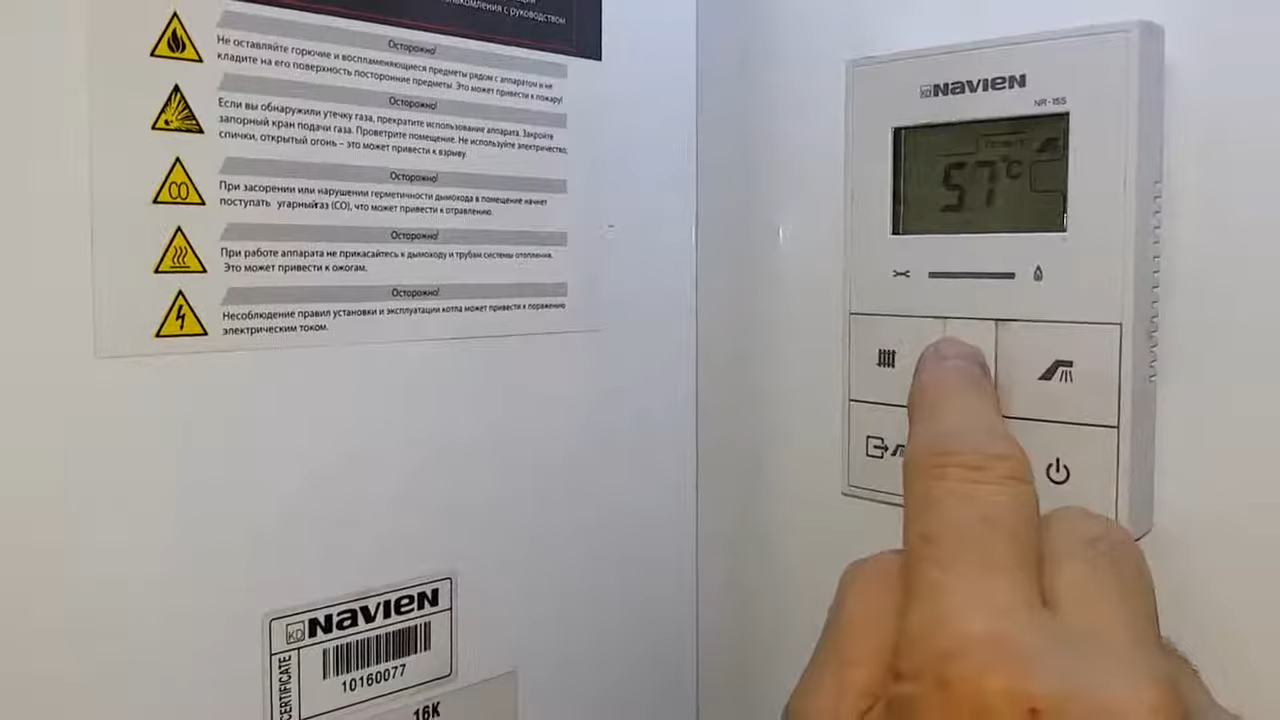 с руководством
Осторожно!
Не оставляйте горючие и воспламеняющиеся предметы рядом с аппаратом и не
кладите на его поверхность посторонние предметы. Это может привести к пожару!
Осторожно!
Если вы обнаружили утечку газа, прекратите использование аппарата. Закройте
запорный кран подачи газа. Проветрите помещение. Не используйте электричество,
спички, открытый огонь – это может привести к взрыву.
CO
Осторожно!
При засорении или нарушении герметичности дымохода в помещение начнет
поступать угарный газ (CO), что может привести к отравлению.
Осторожно!
При работе аппарата не прикасайтесь к дымоходу и трубам системы отопления.
Это может привести к ожогам.
Осторожно!
Несоблюдение правил установки и эксплуатации котла может привести к поражению
электрическим током.
KD NAVIEN
CERTIFICATE
10160077
16K
KD NAVIEN
NR-15S
57°C